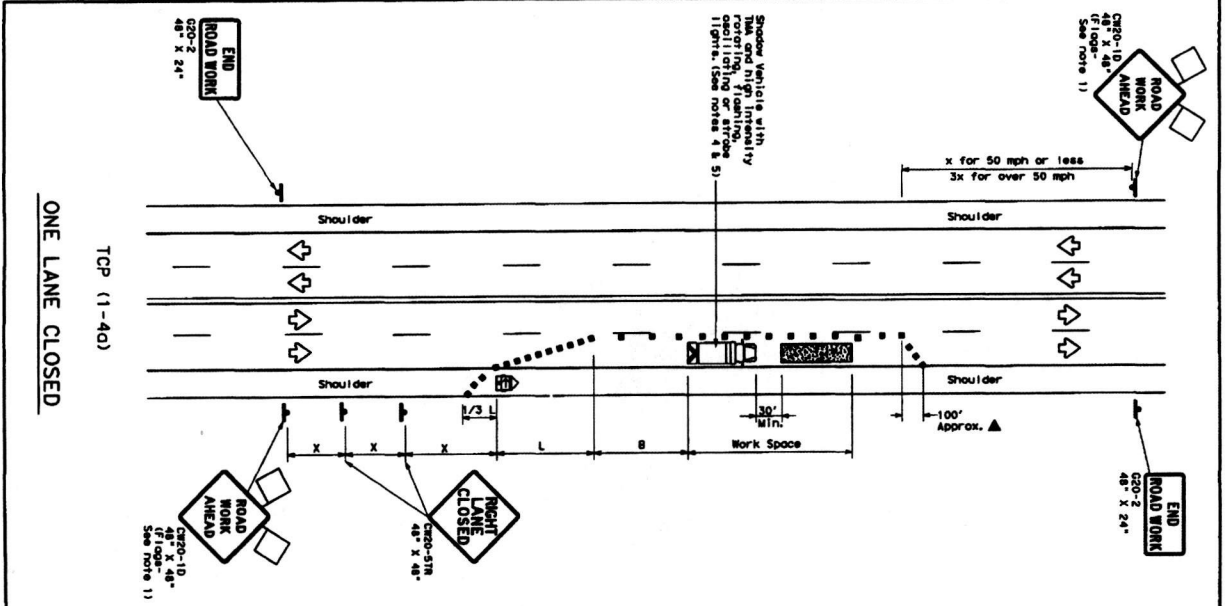 END
ROAD WORK
G20-2
48" X 24"
Shadow Vehicle with
TMA and high intensity
rotating, flashing,
oscillating or strobe
lights. (See notes 4 & 5)
ROAD
WORK
AHEAD
CW20-1D
48" X 48"
(Flags-
See note 1)
x for 50 mph or less
3x for over 50 mph
Shoulder
Shoulder
Shoulder
Shoulder
1/3 L
30'
Min.
100'
Approx. ▲
X
X
X
L
B
Work Space
ROAD
WORK
AHEAD
CW20-1D
48" X 48"
(Flags-
See note 1)
RIGHT
LANE
CLOSED
CW20-5TR
48" X 48"
END
ROAD WORK
G20-2
48" X 24"
TCP (1-4a)
ONE LANE CLOSED